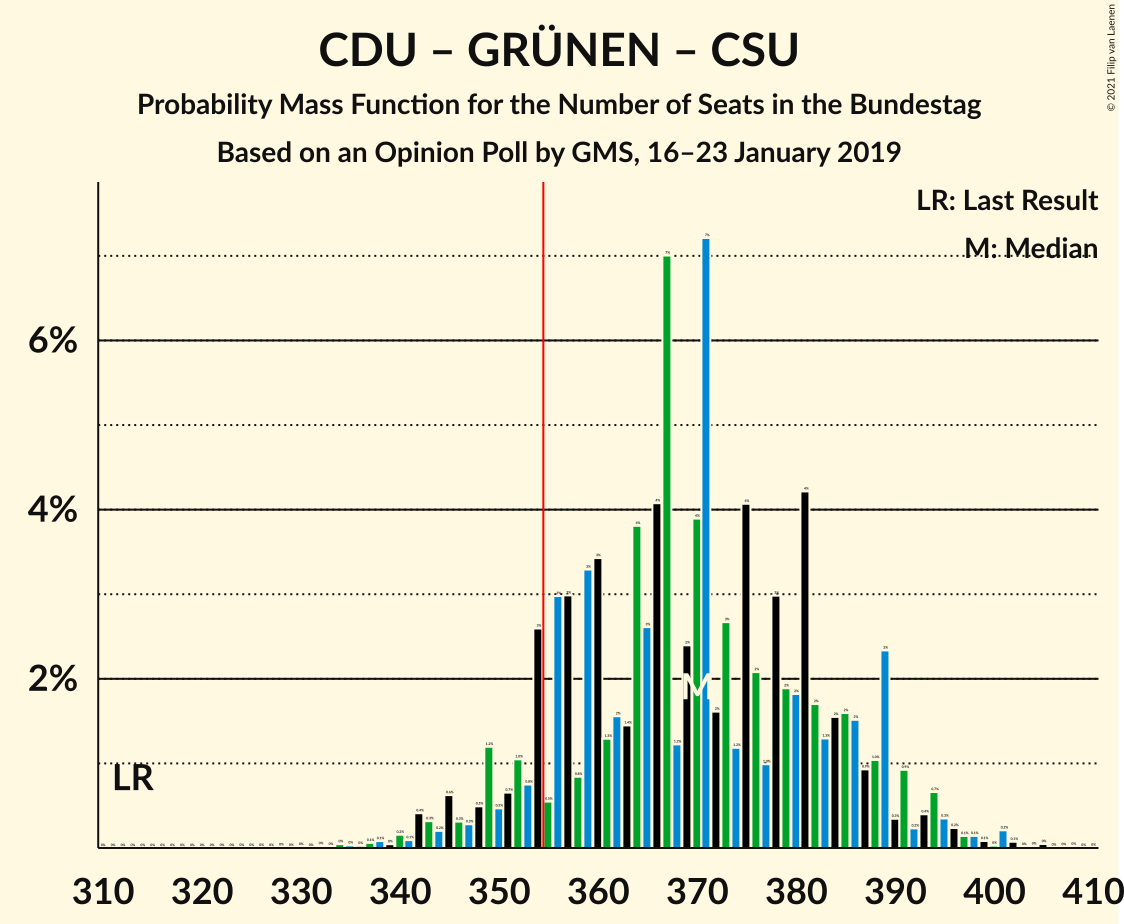 CDU – GRÜNEN – CSU
Probability Mass Function for the Number of Seats in the Bundestag
Based on an Opinion Poll by GMS, 16–23 January 2019
© 2021 Filip van Laenen
LR: Last Result
M: Median
6%
4%
2%
LR
M
310 320 330 340 350 360 370 380 390 400 410